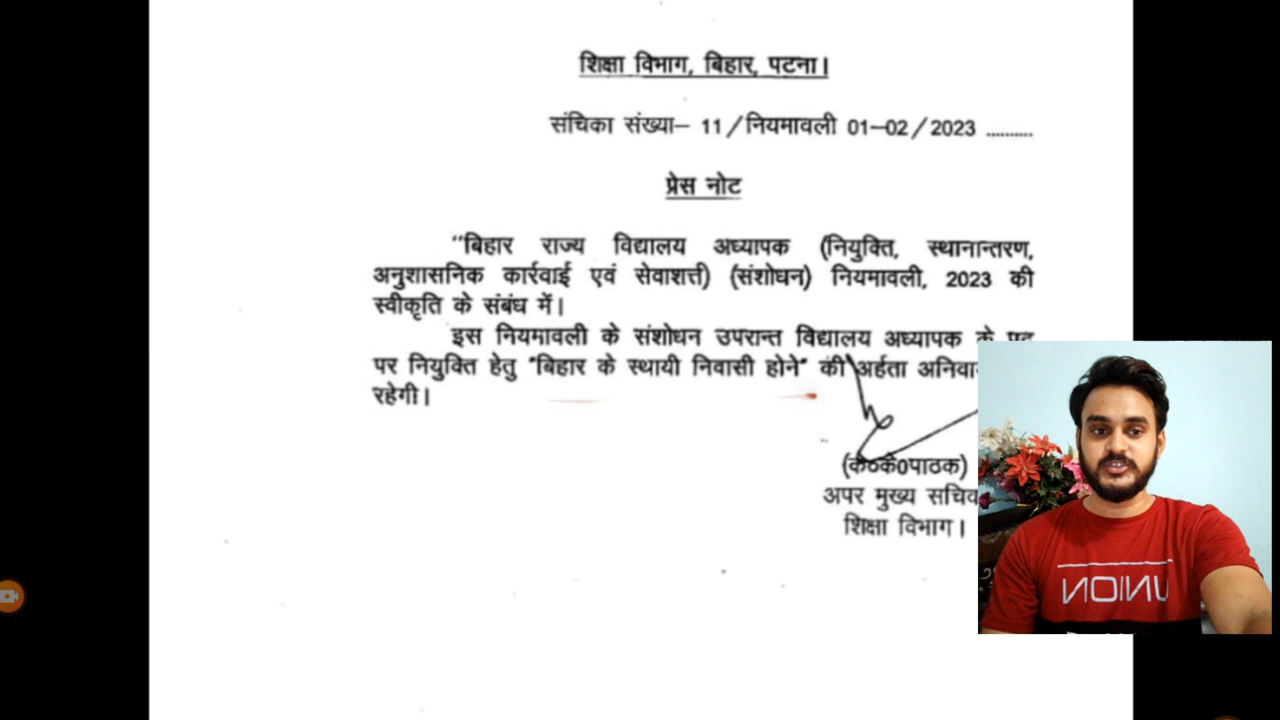 शिक्षा विभाग, बिहार, पटना।
संचिका संख्या– 11/नियमावली 01–02/2023 ..........
प्रेस नोट
“बिहार राज्य विद्यालय अध्यापक (नियुक्ति, स्थानान्तरण,
अनुशासनिक कार्रवाई एवं सेवाशर्त्त) (संशोधन) नियमावली, 2023 की
स्वीकृति के संबंध में।
इस नियमावली के संशोधन उपरान्त विद्यालय अध्यापक के
पर नियुक्ति हेतु "बिहार के स्थायी निवासी होने" की अर्हता
रहेगी।
(के०के०पाठक)
अपर मुख्य सचिव
शिक्षा विभाग।
UNION